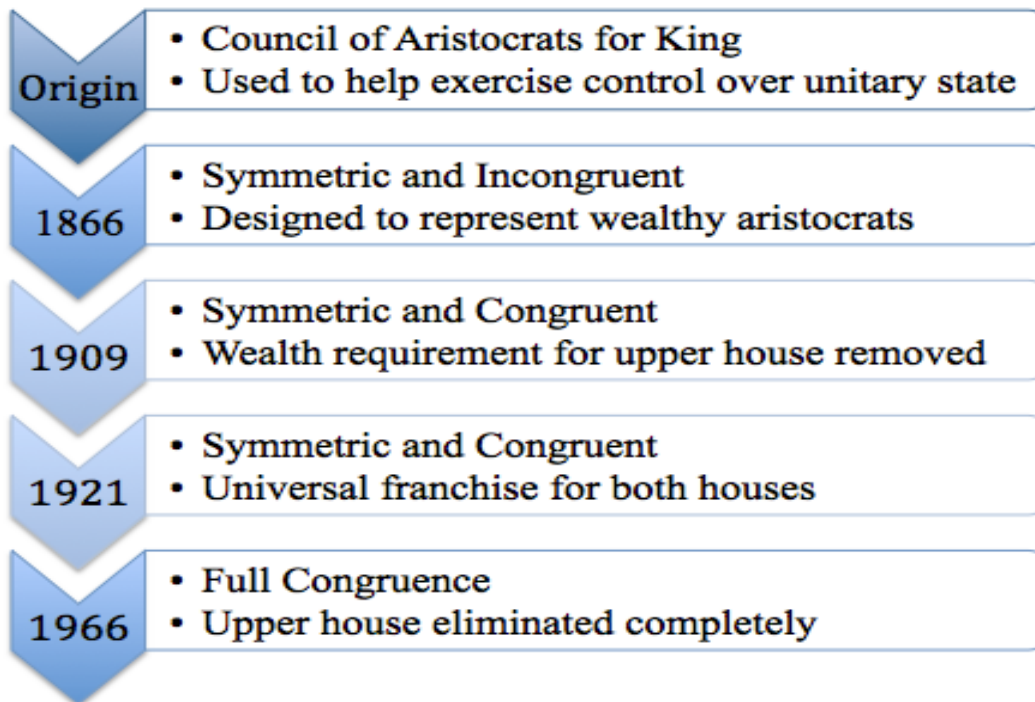 Origin
• Council of Aristocrats for King
• Used to help exercise control over unitary state
1866
• Symmetric and Incongruent
• Designed to represent wealthy aristocrats
1909
• Symmetric and Congruent
• Wealth requirement for upper house removed
1921
• Symmetric and Congruent
• Universal franchise for both houses
1966
• Full Congruence
• Upper house eliminated completely